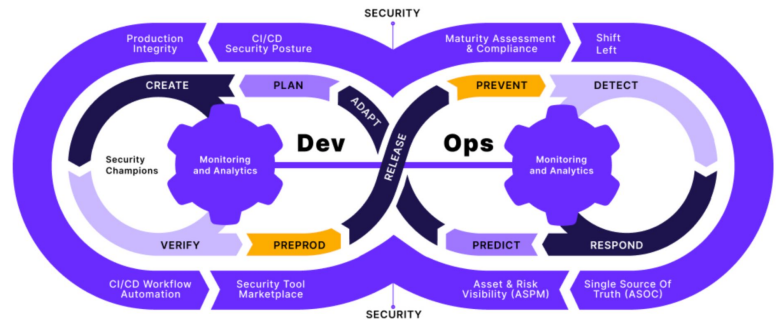 SECURITY
Production
Integrity
CI/CD
Security Posture
Maturity Assessment
& Compliance
Shift
Left
CREATE
PLAN
ADAPT
PREVENT
DETECT
Dev
Ops
RELEASE
Security
Champions
Monitoring
and Analytics
Monitoring
and Analytics
VERIFY
PREPROD
PREDICT
RESPOND
CI/CD Workflow
Automation
Security Tool
Marketplace
Asset & Risk
Visibility (ASPM)
Single Source Of
Truth (ASOC)
SECURITY